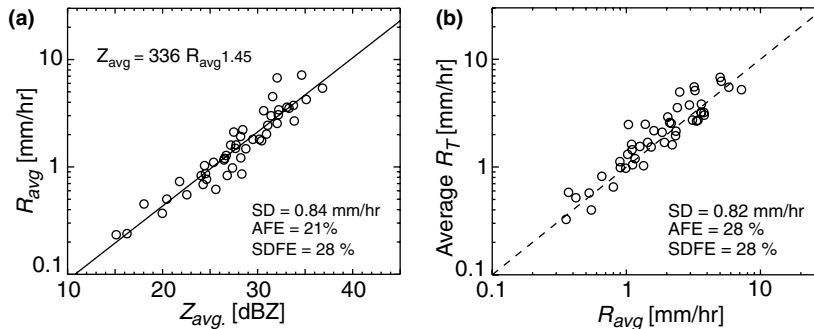 (a)
Z_avg = 336 R_avg^1.45
SD = 0.84 mm/hr
AFE = 21%
SDFE = 28 %
10
1
0.1
R_avg [mm/hr]
10 20 30 40
Z_avg. [dBZ]
(b)
SD = 0.82 mm/hr
AFE = 28 %
SDFE = 28 %
10
1
0.1
Average R_T [mm/hr]
0.1 1 10
R_avg [mm/hr]